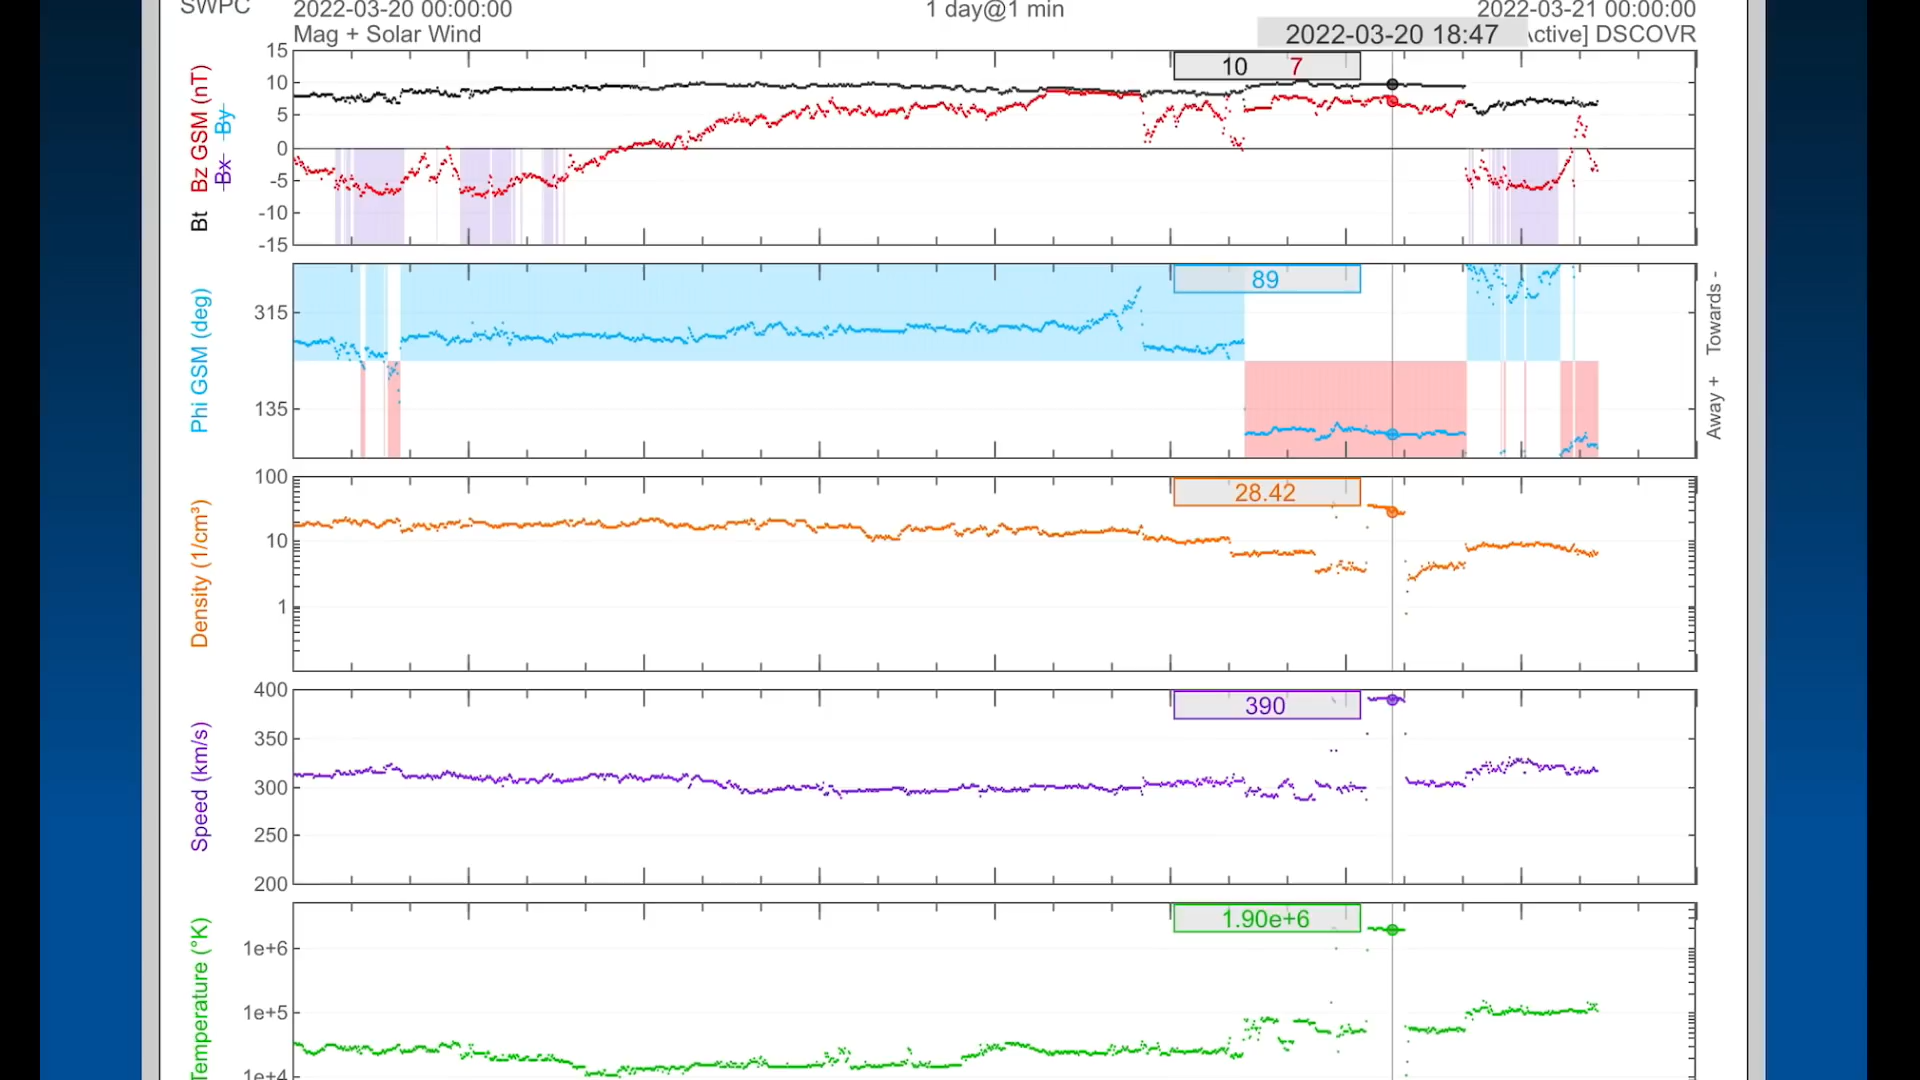 SWPC
2022-03-20 00:00:00
1 day@1 min
2022-03-21 00:00:00
Mag + Solar Wind
2022-03-20 18:47
ctive] DSCOVR
Bt Bz GSM (nT)
Bx By
15
10
5
0
-5
-10
-15
10 7
Phi GSM (deg)
315
135
89
Away + Towards -
Density (1/cm³)
100
10
1
28.42
Speed (km/s)
400
350
300
250
200
390
Temperature (°K)
1e+6
1e+5
1e+4
1.90e+6